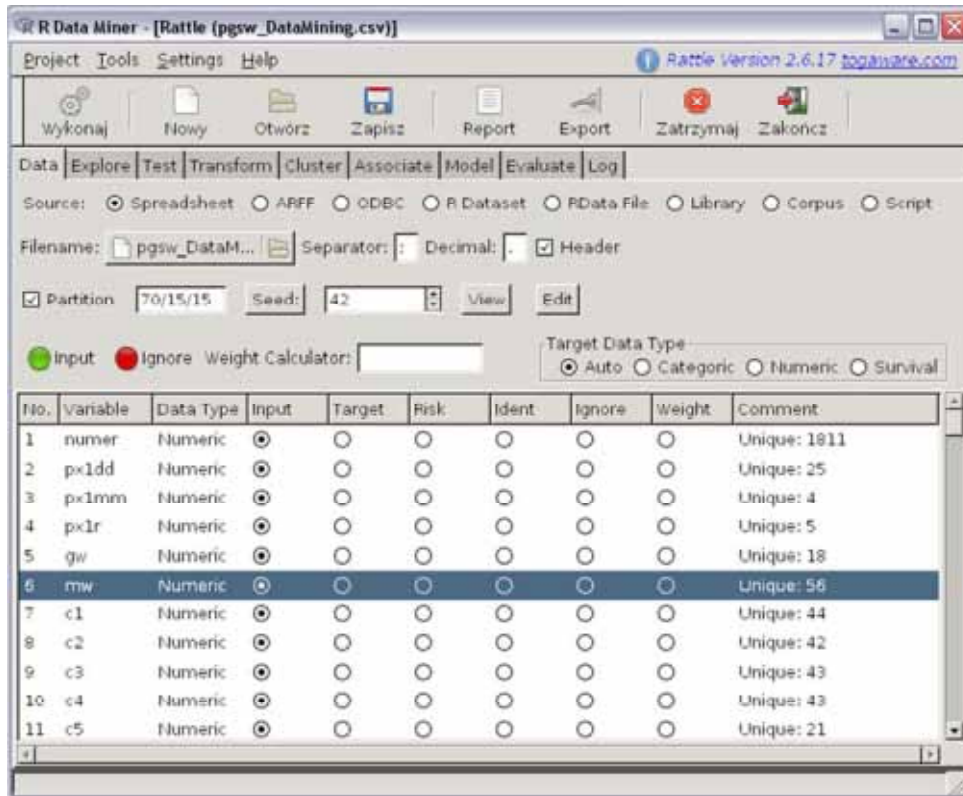 R Data Miner - [Rattle (pgsw_DataMining.csv)]
Project Tools Settings Help Rattle Version 2.6.17 togaware.com
Wykonaj Nowy Otwórz Zapisz Report Export Zatrzymaj Zakończ
Data Explore Test Transform Cluster Associate Model Evaluate Log
Source: Spreadsheet ARFF ODBC R Dataset RData File Library Corpus Script
Filename: pgsw_DataM... Separator: : Decimal: . Header
Partition 70/15/15 Seed: 42 View Edit
Input Ignore Weight Calculator: Target Data Type
Auto Categoric Numeric Survival
No. Variable Data Type Input Target Risk Ident Ignore Weight Comment
1 numer Numeric Unique: 1811
2 px1dd Numeric Unique: 25
3 px1mm Numeric Unique: 4
4 px1r Numeric Unique: 5
5 gw Numeric Unique: 18
6 mw Numeric Unique: 56
7 c1 Numeric Unique: 44
8 c2 Numeric Unique: 42
9 c3 Numeric Unique: 43
10 c4 Numeric Unique: 43
11 c5 Numeric Unique: 21